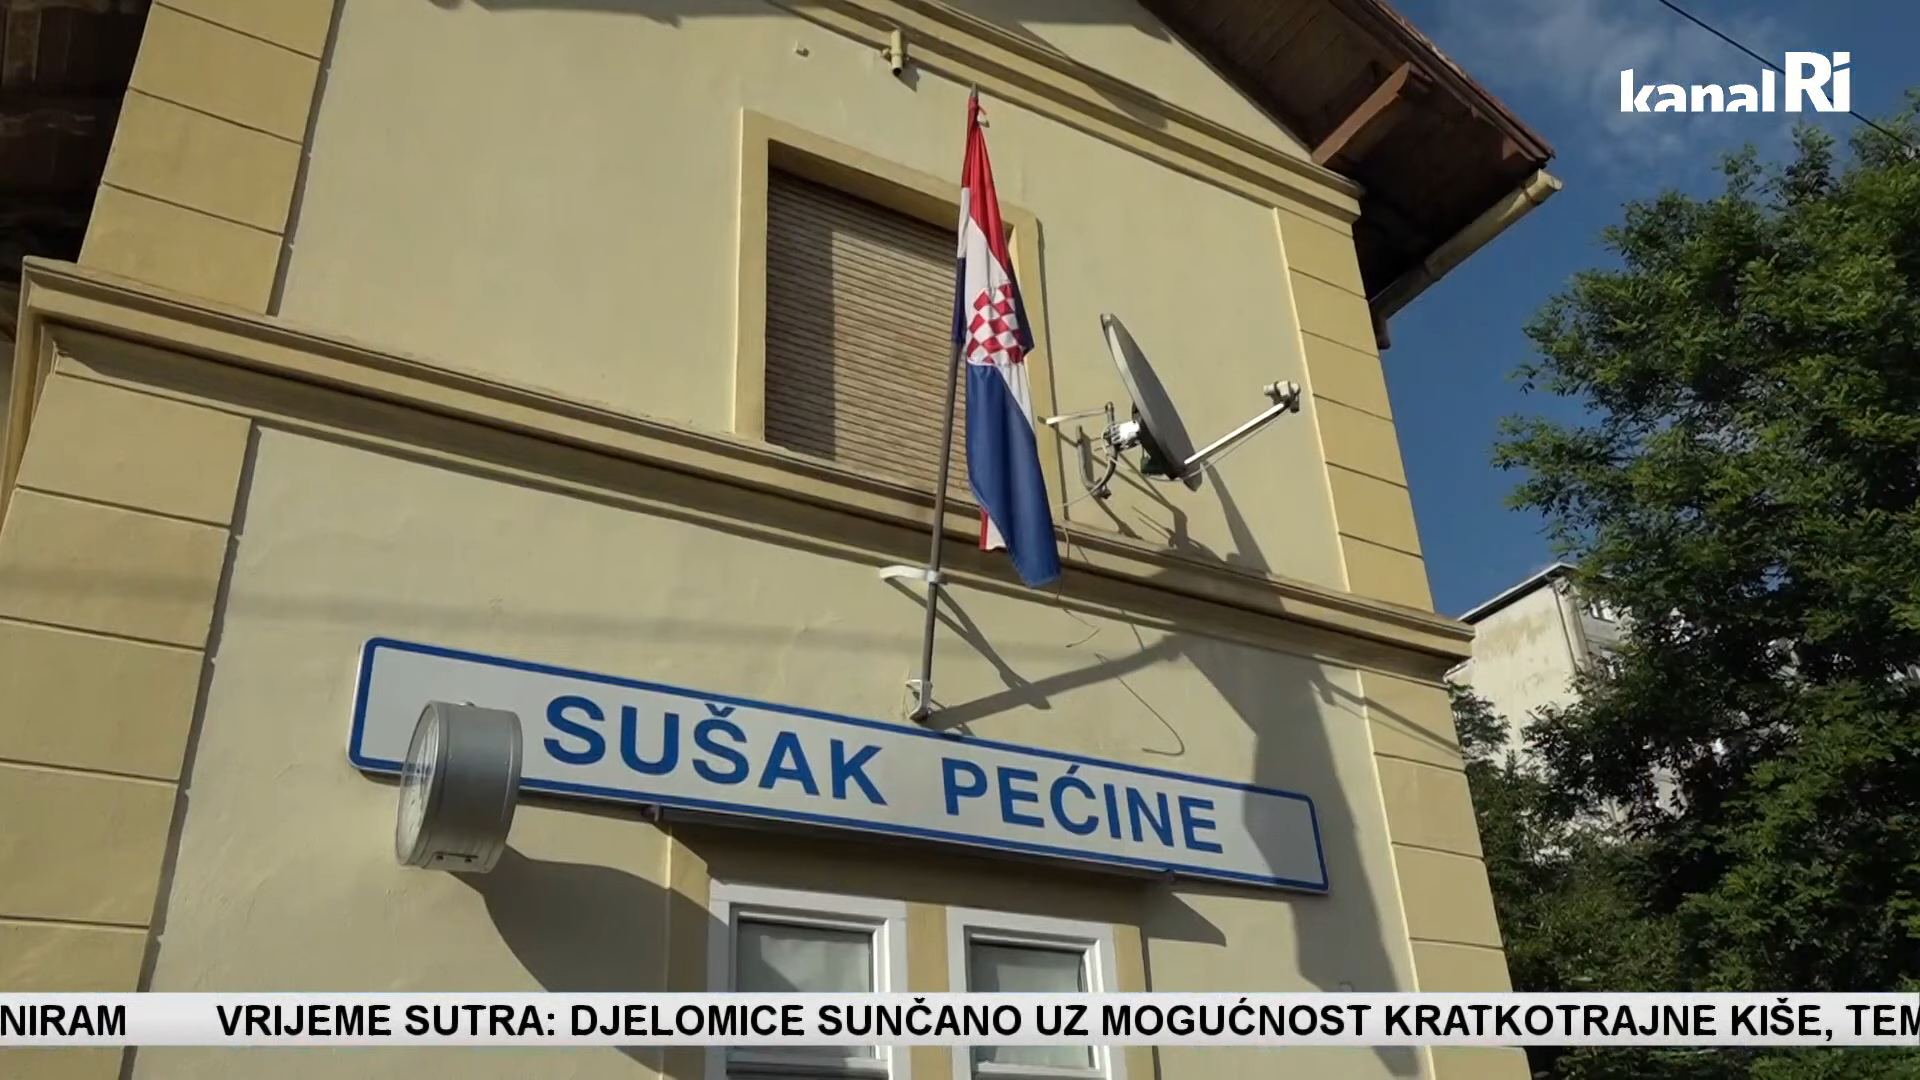 kanal Ri
SUŠAK PEĆINE
NIRAM VRIJEME SUTRA: DJELOMICE SUNČANO UZ MOGUĆNOST KRATKOTRAJNE KIŠE, TEM